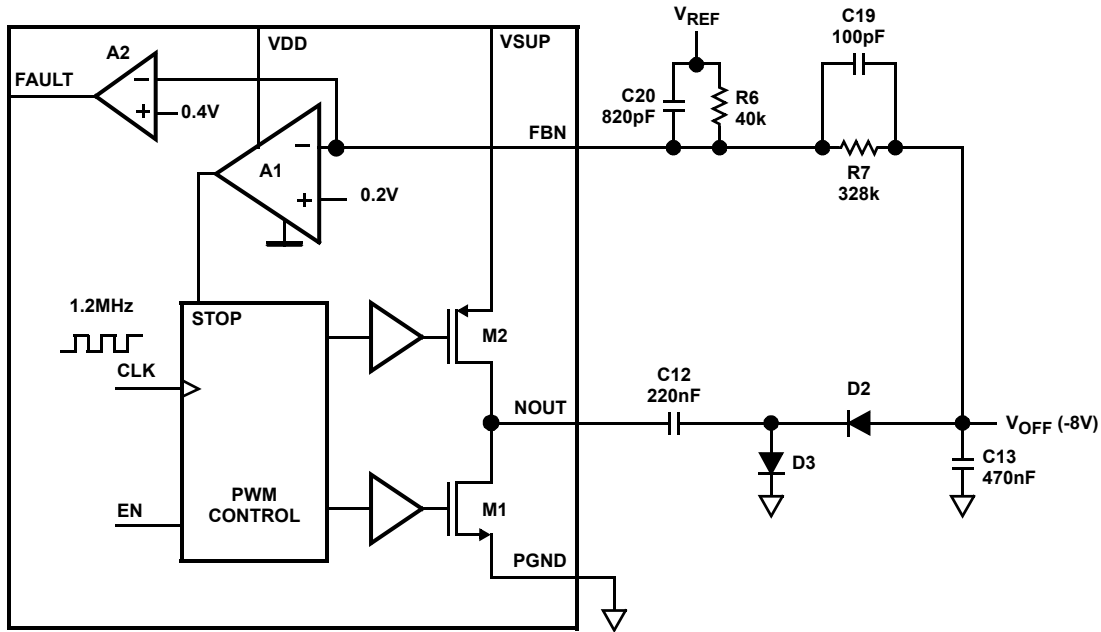 VDD
VSUP
A2
FAULT
−
+
0.4V
−
A1
+
0.2V
FBN
VREF
C20
820pF
R6
40k
C19
100pF
R7
328k
1.2MHz
STOP
CLK
EN
PWM
CONTROL
M2
NOUT
M1
PGND
C12
220nF
D2
D3
VOFF (-8V)
C13
470nF